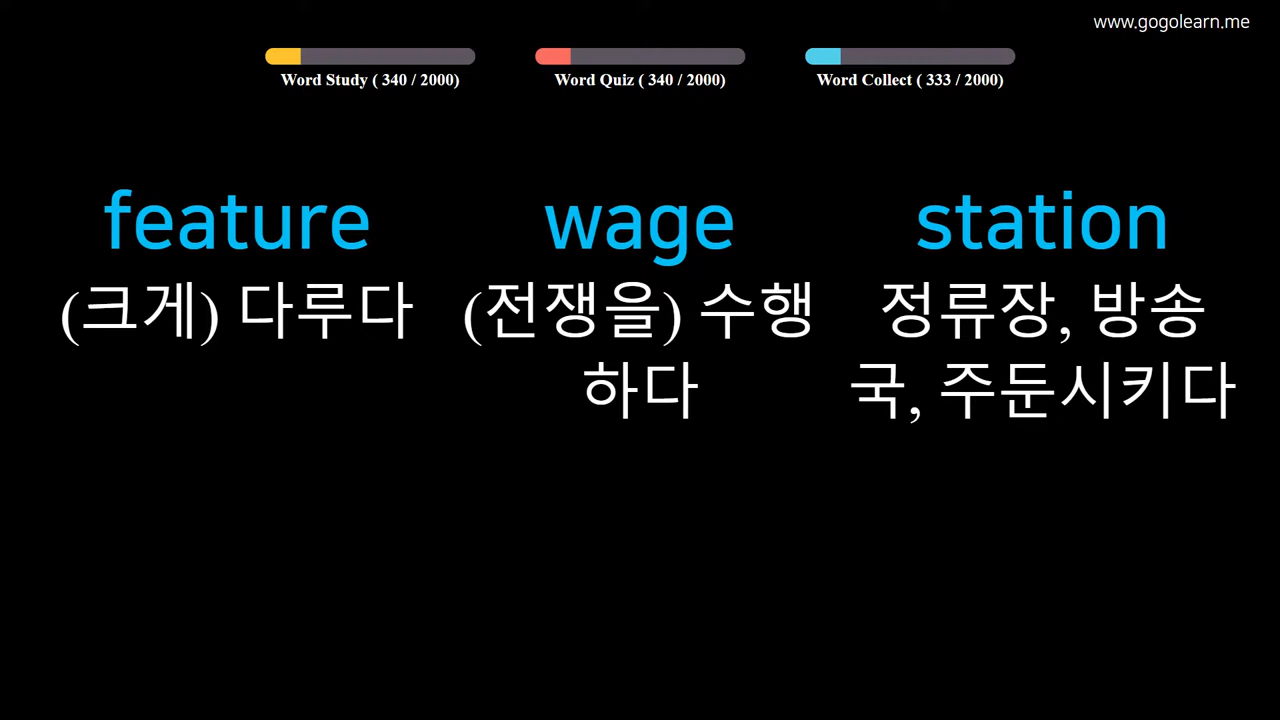 www.gogolearn.me
Word Study ( 340 / 2000)
Word Quiz ( 340 / 2000)
Word Collect ( 333 / 2000)
feature
(크게) 다루다
wage
(전쟁을) 수행
하다
station
정류장, 방송
국, 주둔시키다